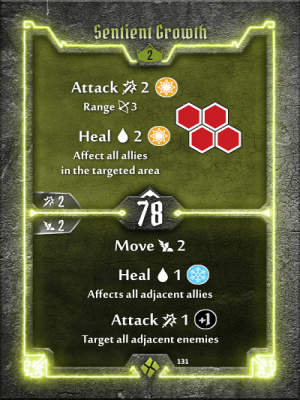 Sentient Growth
2
Attack 2
Range 3
Heal 2
Affect all allies
in the targeted area
2
78
2
Move 2
Heal 1
Affects all adjacent allies
Attack 1 +1
Target all adjacent enemies
131